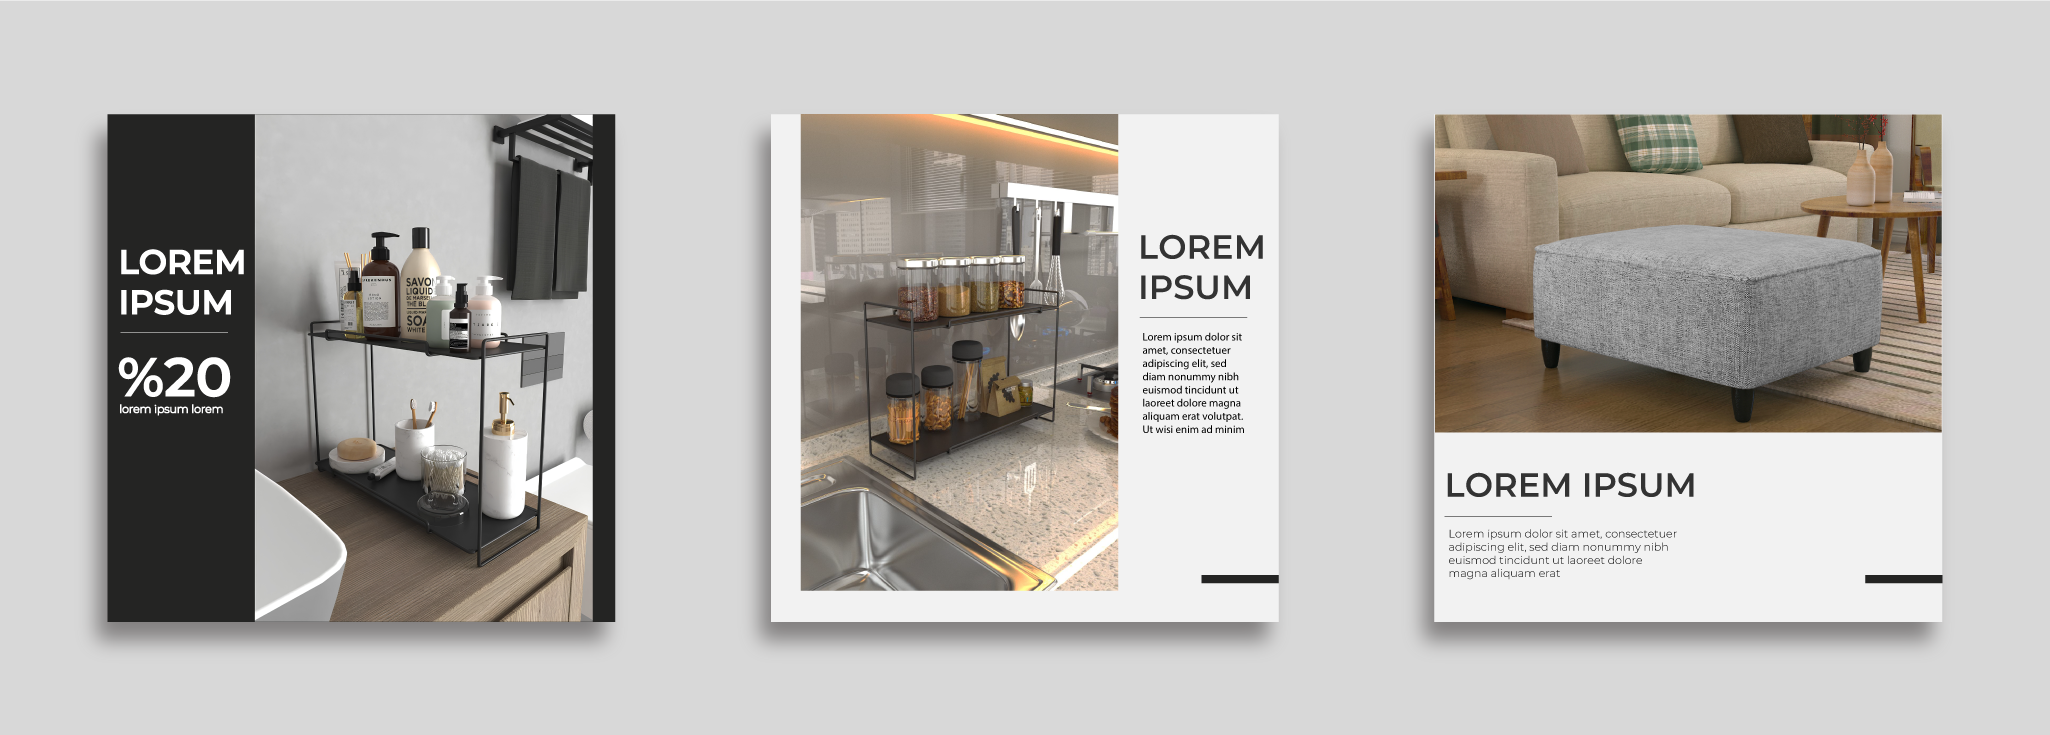 LOREM
IPSUM
%20
lorem ipsum lorem
SAVON
LIQUID
DE MARSEI
THE BL
SOA
WHITE
LOREM
IPSUM
Lorem ipsum dolor sit
amet, consectetuer
adipiscing elit, sed
diam nonummy nibh
euismod tincidunt ut
laoreet dolore magna
aliquam erat volutpat.
Ut wisi enim ad minim
LOREM IPSUM
Lorem ipsum dolor sit amet, consectetuer
adipiscing elit, sed diam nonummy nibh
euismod tincidunt ut laoreet dolore
magna aliquam erat